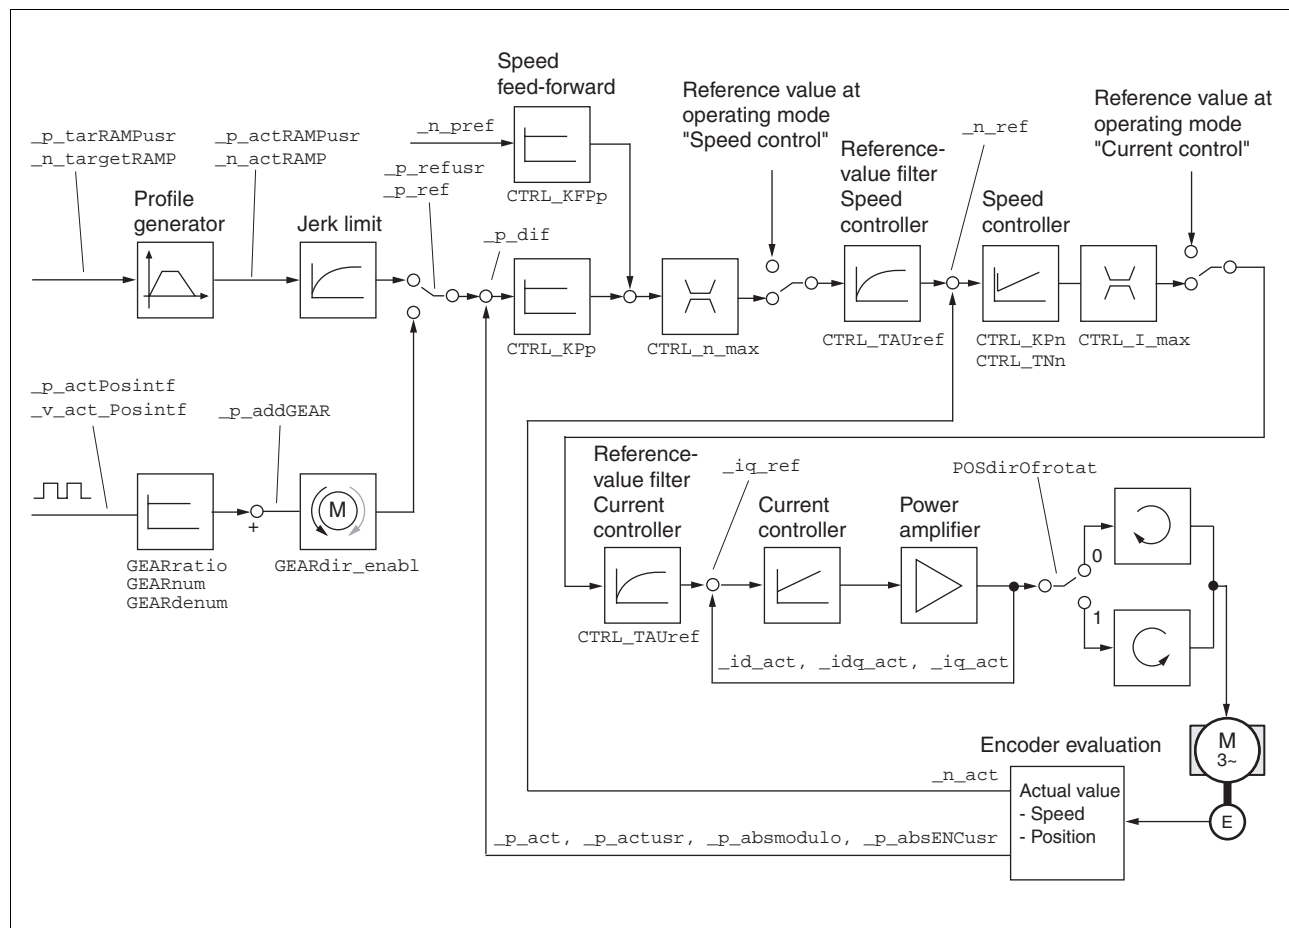 Speed
feed-forward
_n_pref
CTRL_KFPp
Reference value at
operating mode
"Speed control"
Reference value at
operating mode
"Current control"
_p_tarRAMPusr
_n_targetRAMP
_p_actRAMPusr
_n_actRAMP
_p_refusr
_p_ref
_n_ref
Profile
generator
Jerk limit
_p_dif
CTRL_KPp
CTRL_n_max
Reference-
value filter
Speed
controller
CTRL_TAUref
Speed
controller
CTRL_KPn
CTRL_TNn
CTRL_I_max
_p_actPosintf
_v_act_Posintf
_p_addGEAR
+
M
GEARratio
GEARnum
GEARdenum
GEARdir_enabl
Reference-
value filter
Current
controller
CTRL_TAUref
_iq_ref
Current
controller
Power
amplifier
POSdirOfrotat
0
1
_id_act, _idq_act, _iq_act
M
3~
E
Encoder evaluation
Actual value
- Speed
- Position
_n_act
_p_act, _p_actusr, _p_absmodulo, _p_absENCusr